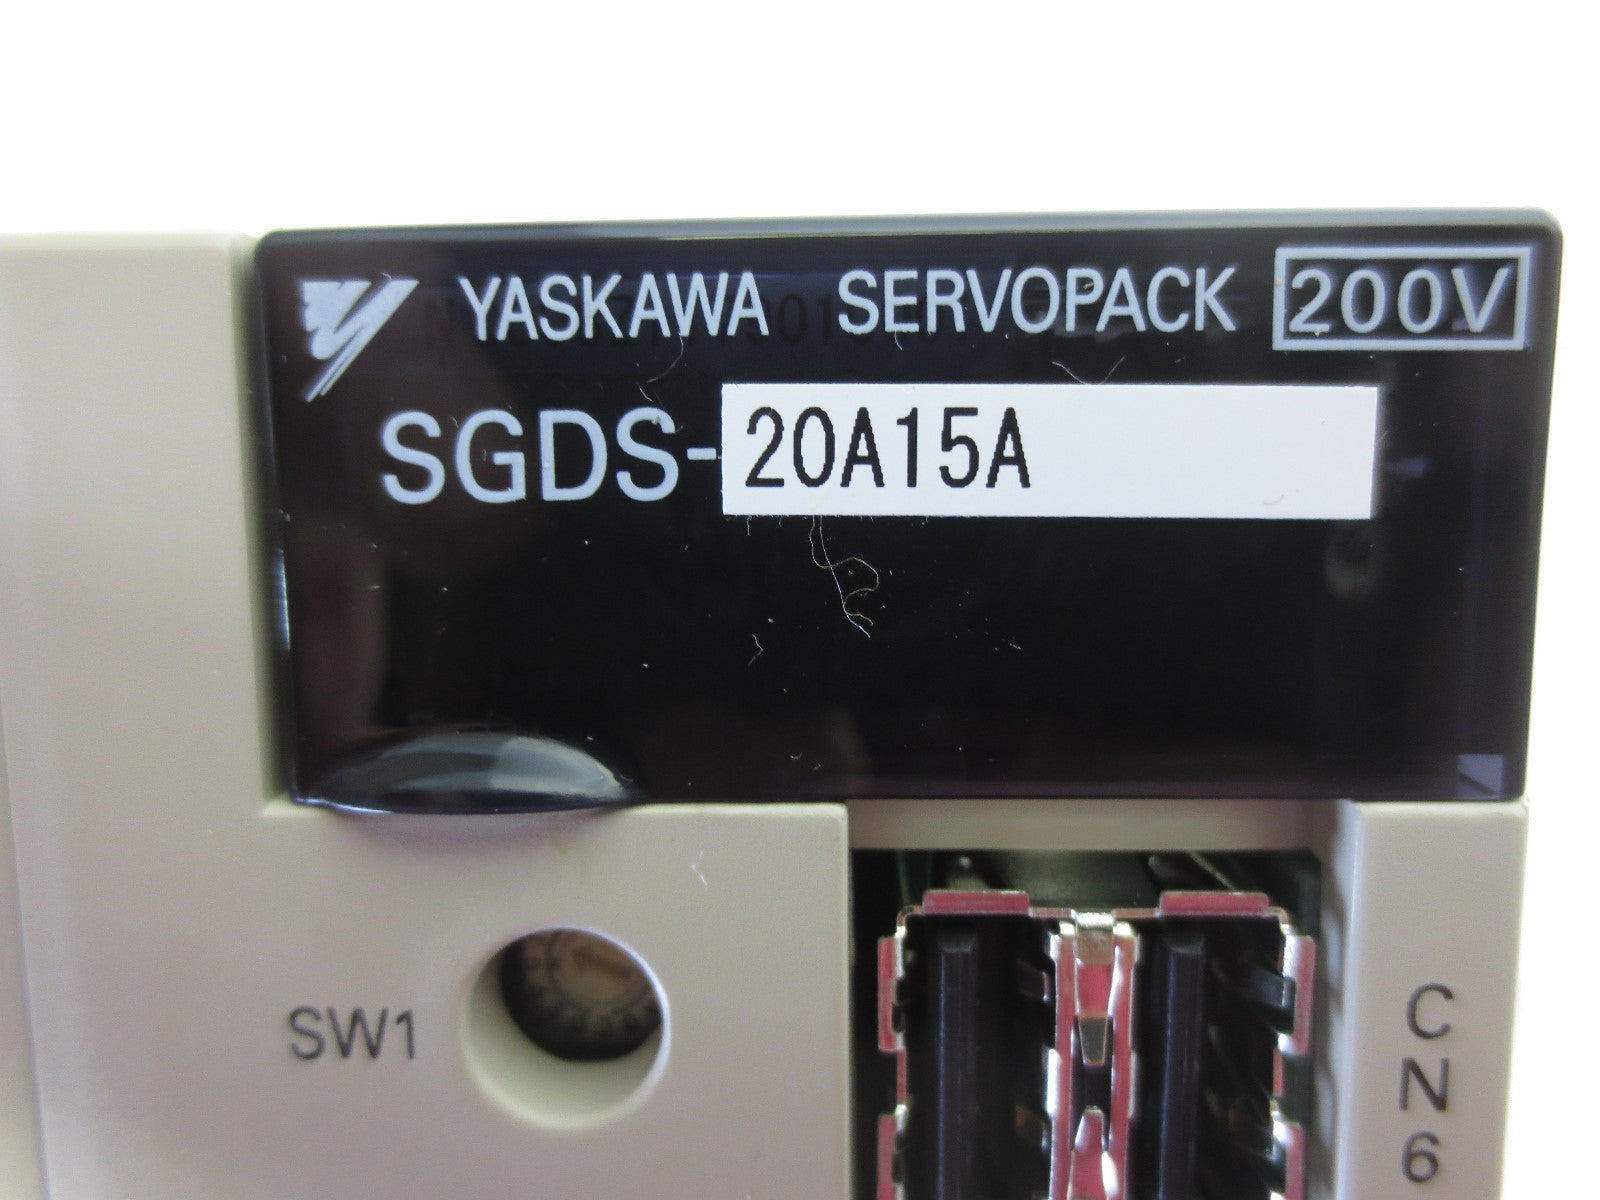 YASKAWA SERVOPACK 200V
SGDS-20A15A
SW1
CN6